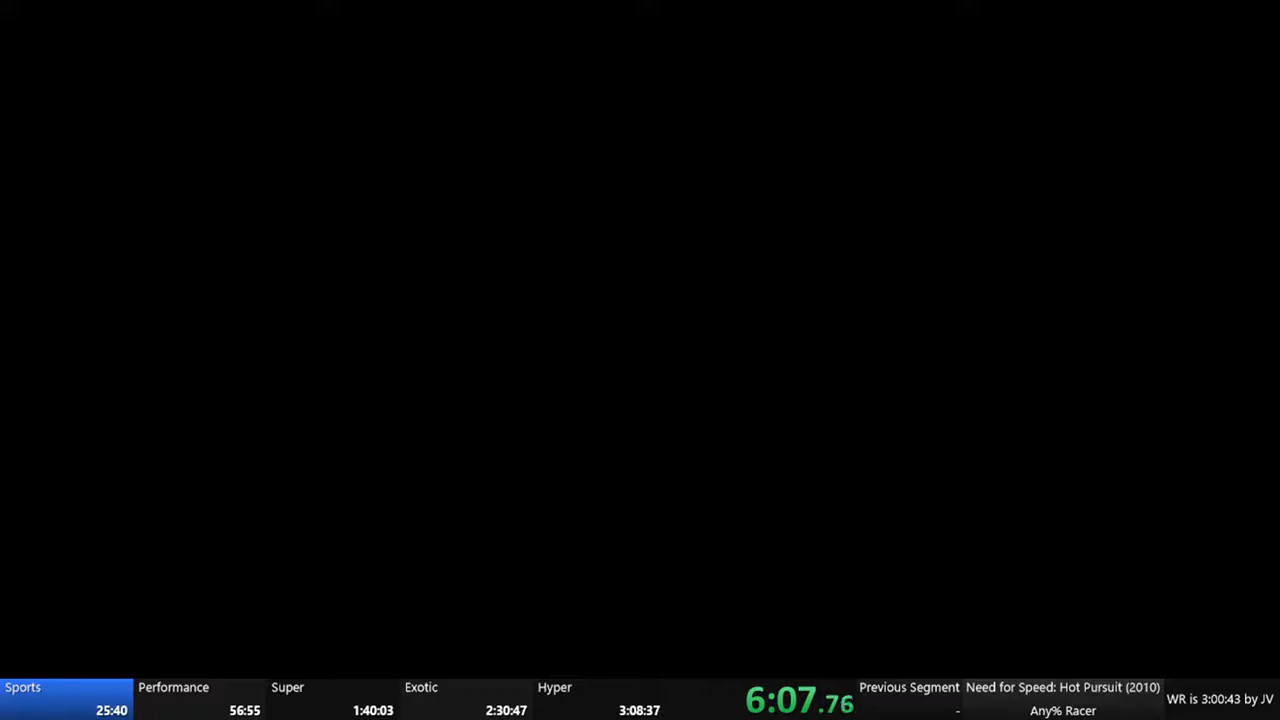 Sports
25:40
Performance
56:55
Super
1:40:03
Exotic
2:30:47
Hyper
3:08:37
6:07.76
Previous Segment
-
Need for Speed: Hot Pursuit (2010)
Any% Racer
WR is 3:00:43 by JV